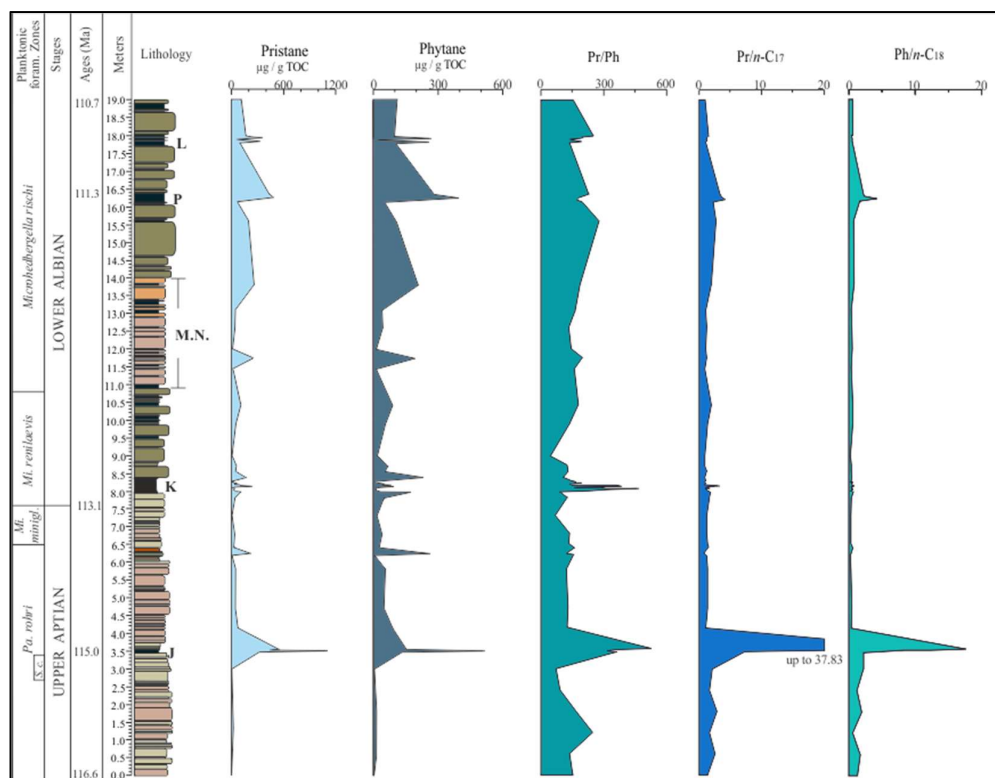 Planktonic
foram. Zones
Stages
Ages (Ma)
Meters
Lithology
Pristane
µg / g TOC
0 600 1200
Phytane
µg / g TOC
0 300 600
Pr/Ph
0 2 4 6
Pr/n-C17
0 10 20
Ph/n-C18
0 10 20
Microhedbergella rischi
Mi. renilaevis
Mi.
minigl.
Pa. rohri
S. c.
LOWER ALBIAN
UPPER APTIAN
110.7
111.3
113.1
115.0
116.6
19.0
18.5
18.0
17.5
17.0
16.5
16.0
15.5
15.0
14.5
14.0
13.5
13.0
12.5
12.0
11.5
11.0
10.5
10.0
9.5
9.0
8.5
8.0
7.5
7.0
6.5
6.0
5.5
5.0
4.5
4.0
3.5
3.0
2.5
2.0
1.5
1.0
0.5
0.0
L
P
M.N.
K
J
up to 37.83